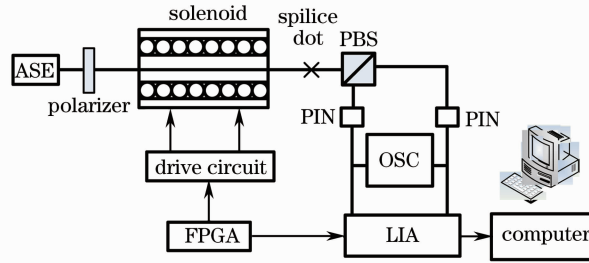 solenoid
spilice
dot
PBS
ASE
polarizer
PIN
PIN
OSC
drive circuit
FPGA
LIA
computer